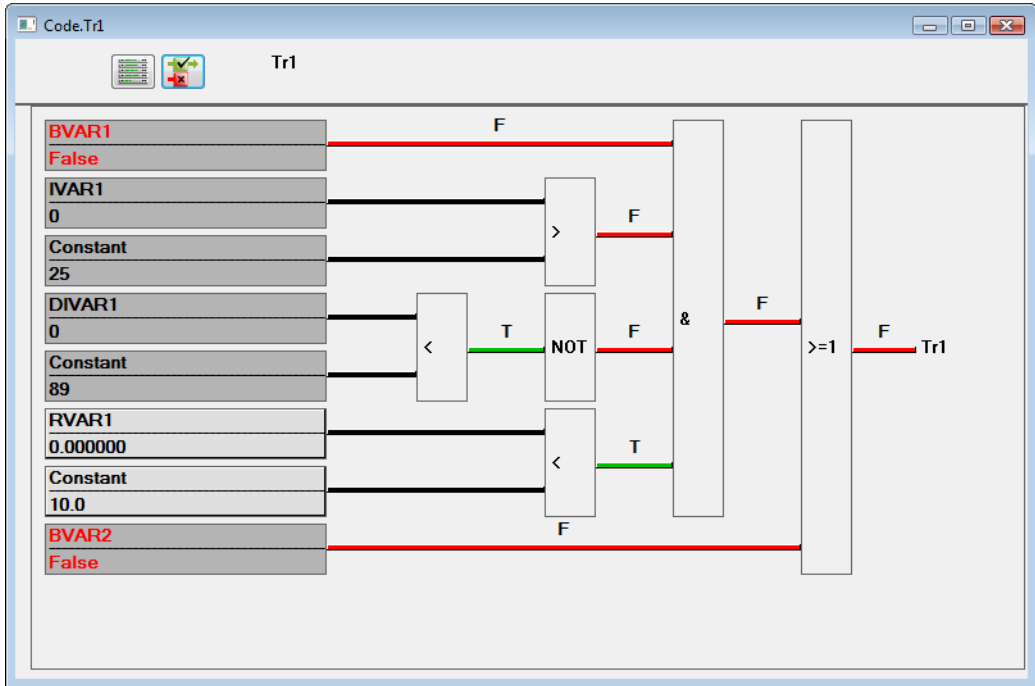 Code.Tr1
Tr1
BVAR1
False
F
IVAR1
0
Constant
25
>
F
DIVAR1
0
Constant
89
<
T
NOT
F
RVAR1
0.000000
Constant
10.0
<
T
&
F
BVAR2
False
F
>=1
F
Tr1